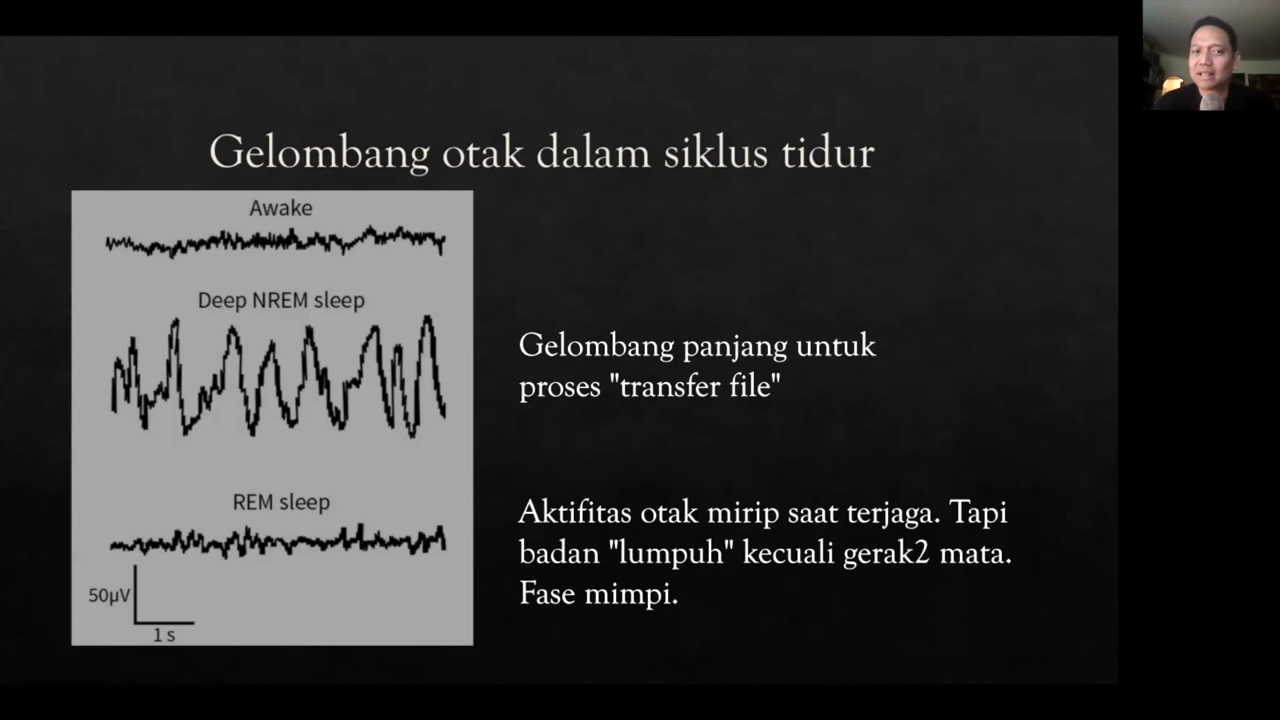 Gelombang otak dalam siklus tidur
Awake
Deep NREM sleep
Gelombang panjang untuk
proses "transfer file"
REM sleep
Aktifitas otak mirip saat terjaga. Tapi
badan "lumpuh" kecuali gerak2 mata.
Fase mimpi.
50µV
1 s